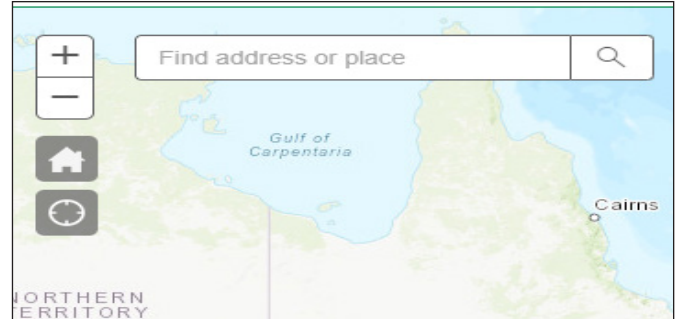 +
Find address or place
−
Gulf of
Carpentaria
Cairns
NORTHERN
TERRITORY